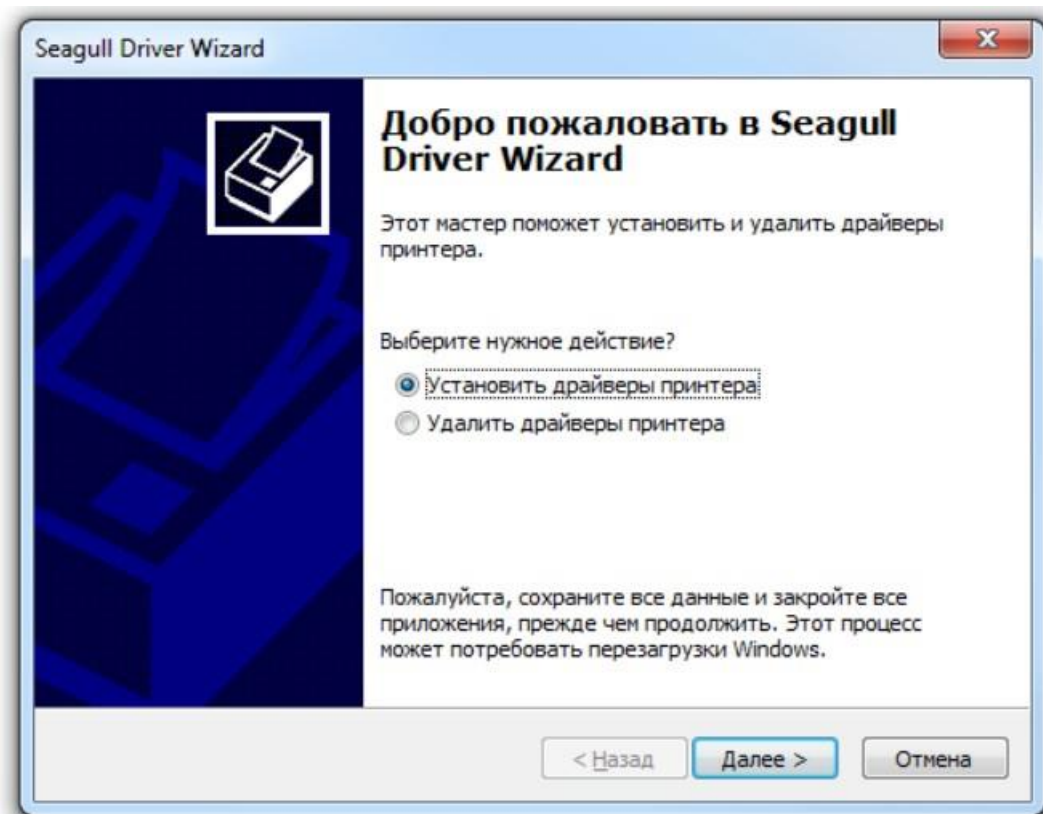 Seagull Driver Wizard
Добро пожаловать в Seagull
Driver Wizard
Этот мастер поможет установить и удалить драйверы
принтера.
Выберите нужное действие?
Установить драйверы принтера
Удалить драйверы принтера
Пожалуйста, сохраните все данные и закройте все
приложения, прежде чем продолжить. Этот процесс
может потребовать перезагрузки Windows.
< Назад
Далее >
Отмена